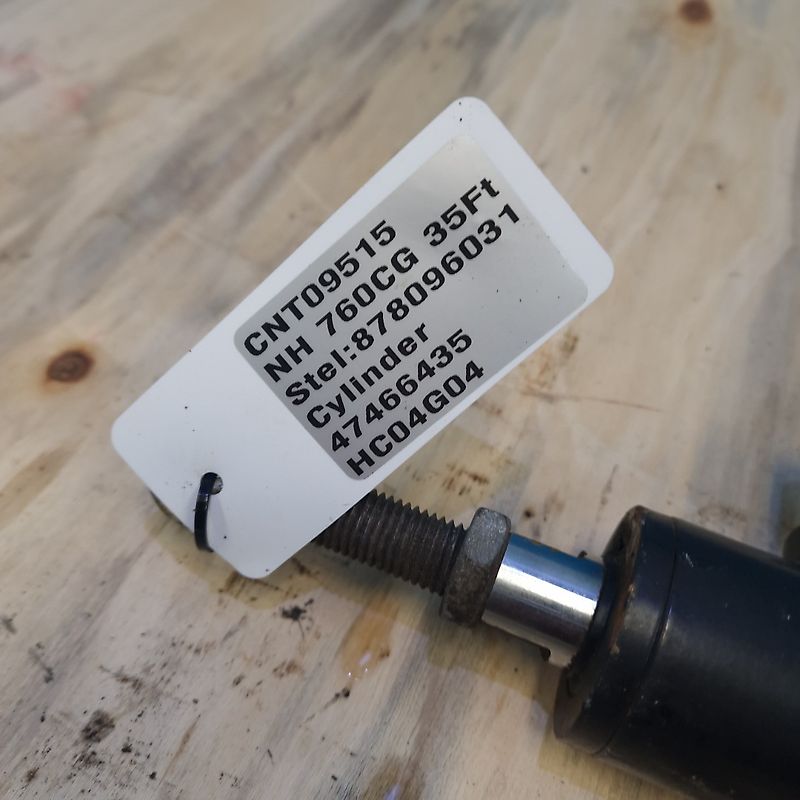 CNT09515
NH 760CG 35Ft
Stel:878096031
Cylinder
47466435
HC04G04